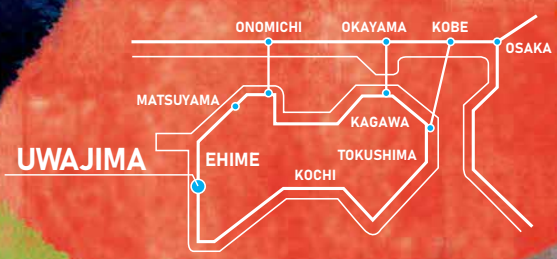 ONOMICHI
OKAYAMA
KOBE
OSAKA
MATSUYAMA
KAGAWA
UWAJIMA
EHIME
TOKUSHIMA
KOCHI